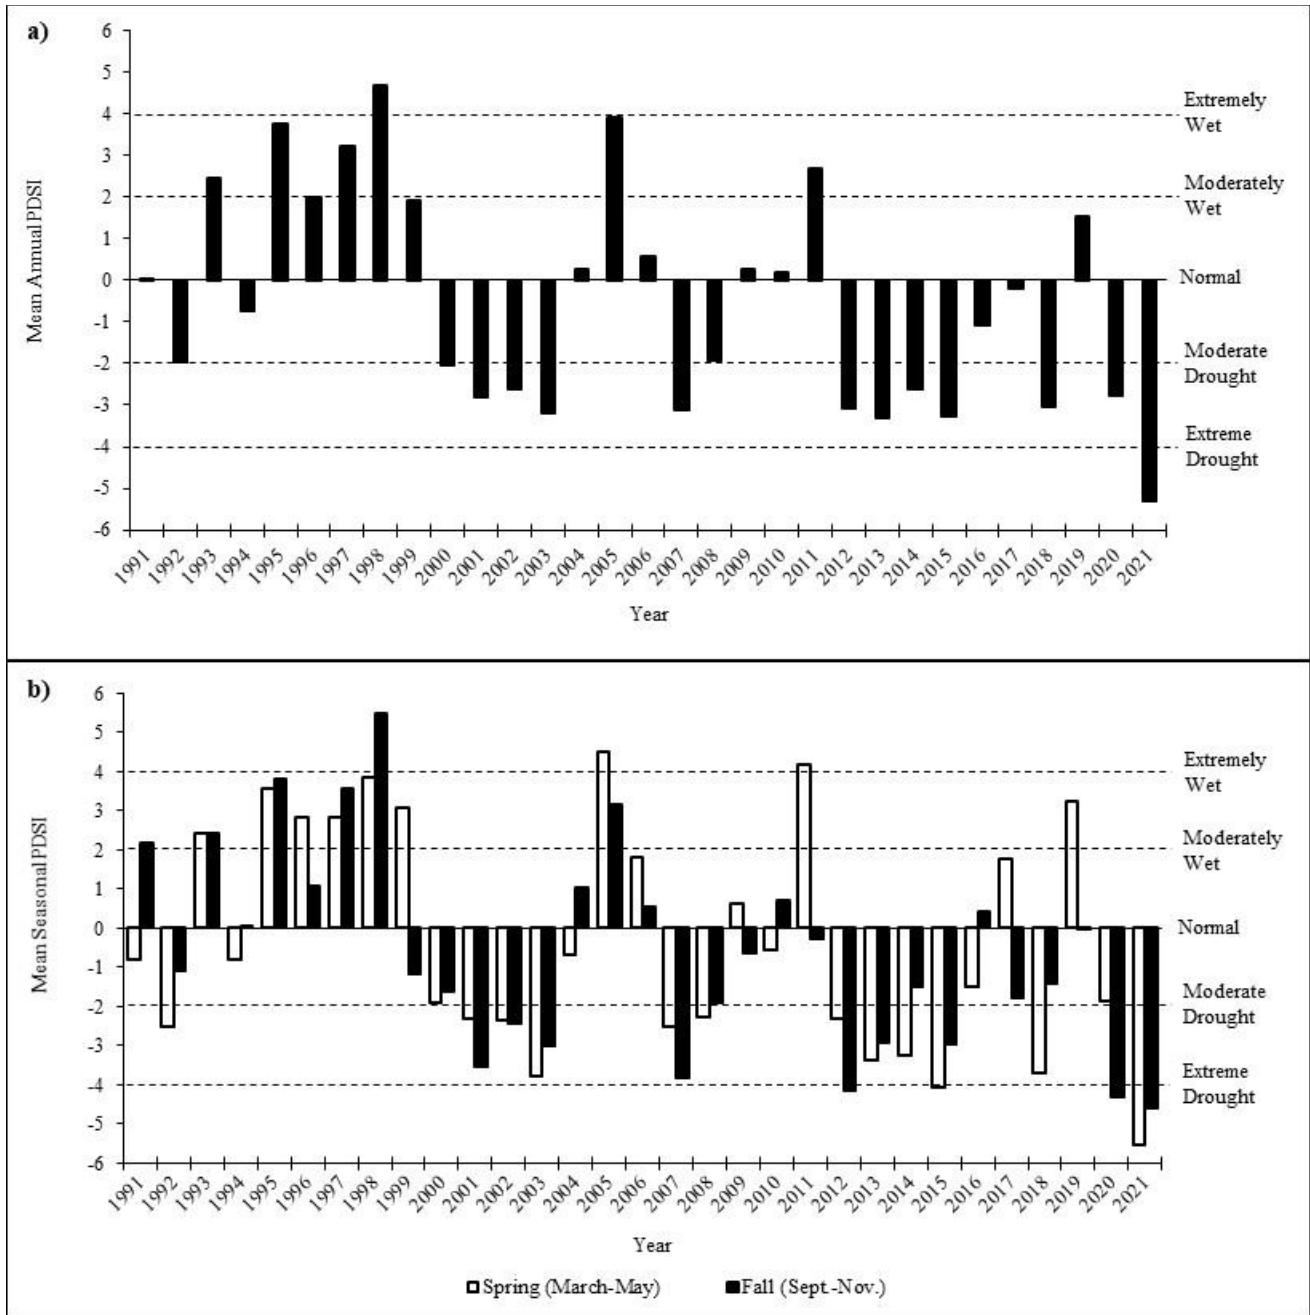 a)
6
5
4
3
2
1
0
-1
-2
-3
-4
-5
-6
Mean Annual PDSI
Extremely
Wet
Moderately
Wet
Normal
Moderate
Drought
Extreme
Drought
1991 1992 1993 1994 1995 1996 1997 1998 1999 2000 2001 2002 2003 2004 2005 2006 2007 2008 2009 2010 2011 2012 2013 2014 2015 2016 2017 2018 2019 2020 2021
Year
b)
6
5
4
3
2
1
0
-1
-2
-3
-4
-5
-6
Mean Seasonal PDSI
Extremely
Wet
Moderately
Wet
Normal
Moderate
Drought
Extreme
Drought
1991 1992 1993 1994 1995 1996 1997 1998 1999 2000 2001 2002 2003 2004 2005 2006 2007 2008 2009 2010 2011 2012 2013 2014 2015 2016 2017 2018 2019 2020 2021
Year
Spring (March-May) Fall (Sept.-Nov.)